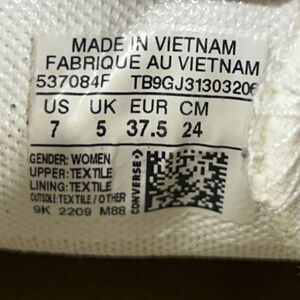 MADE IN VIETNAM
FABRIQUE AU VIETNAM
537084F TB9GJ31303206
US UK EUR CM
7 5 37.5 24
GENDER: WOMEN
UPPER: TEXTILE
LINING: TEXTILE
OUTSOLE: TEXTILE / OTHER
9K 2209 M88
CONVERSE